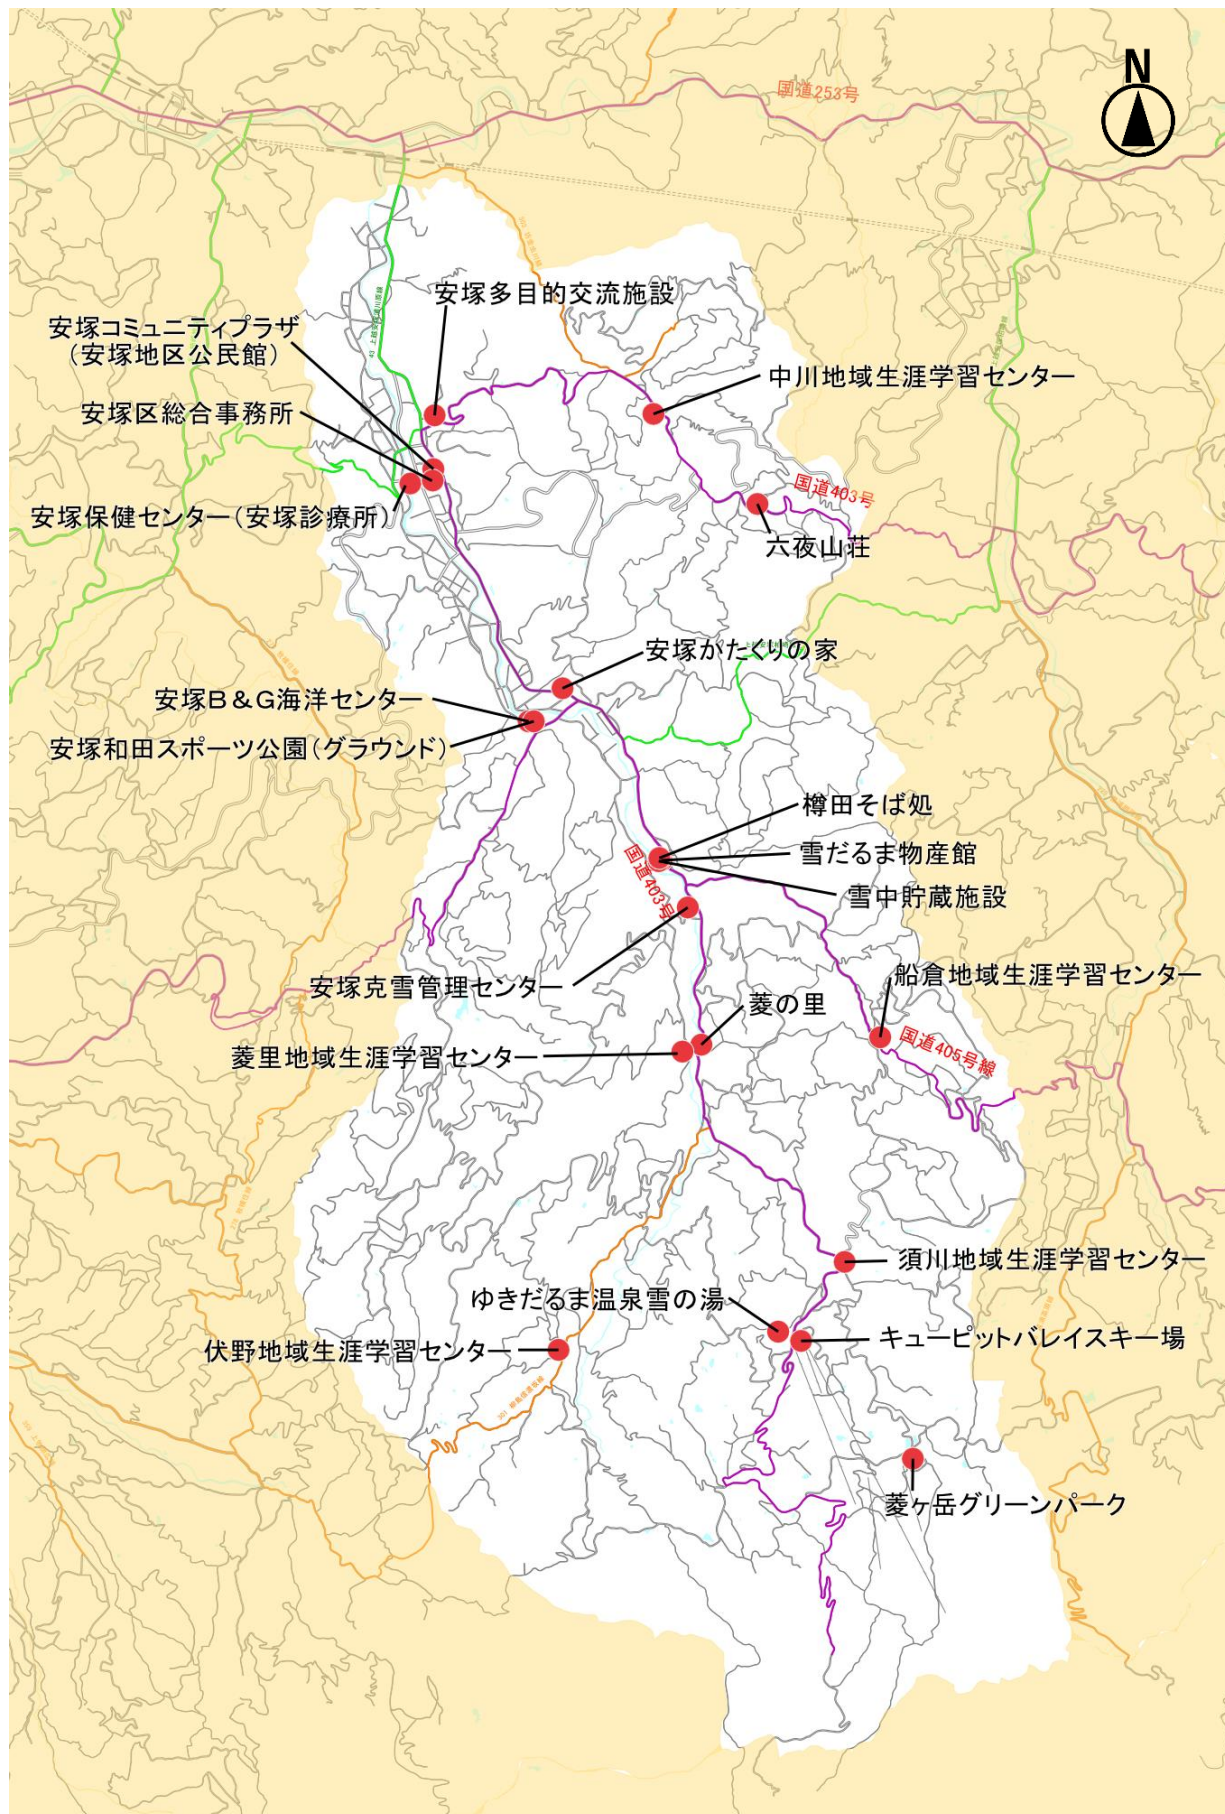 N
国道253号
安塚多目的交流施設
安塚コミュニティプラザ
(安塚地区公民館)
中川地域生涯学習センター
安塚区総合事務所
国道403号
安塚保健センター(安塚診療所)
六夜山荘
安塚かたくりの家
安塚B&G海洋センター
安塚和田スポーツ公園(グラウンド)
樽田そば処
雪だるま物産館
国道403号
雪中貯蔵施設
船倉地域生涯学習センター
安塚克雪管理センター
菱の里
国道405号線
菱里地域生涯学習センター
須川地域生涯学習センター
ゆきだるま温泉雪の湯
キューピットバレイスキー場
伏野地域生涯学習センター
菱ヶ岳グリーンパーク